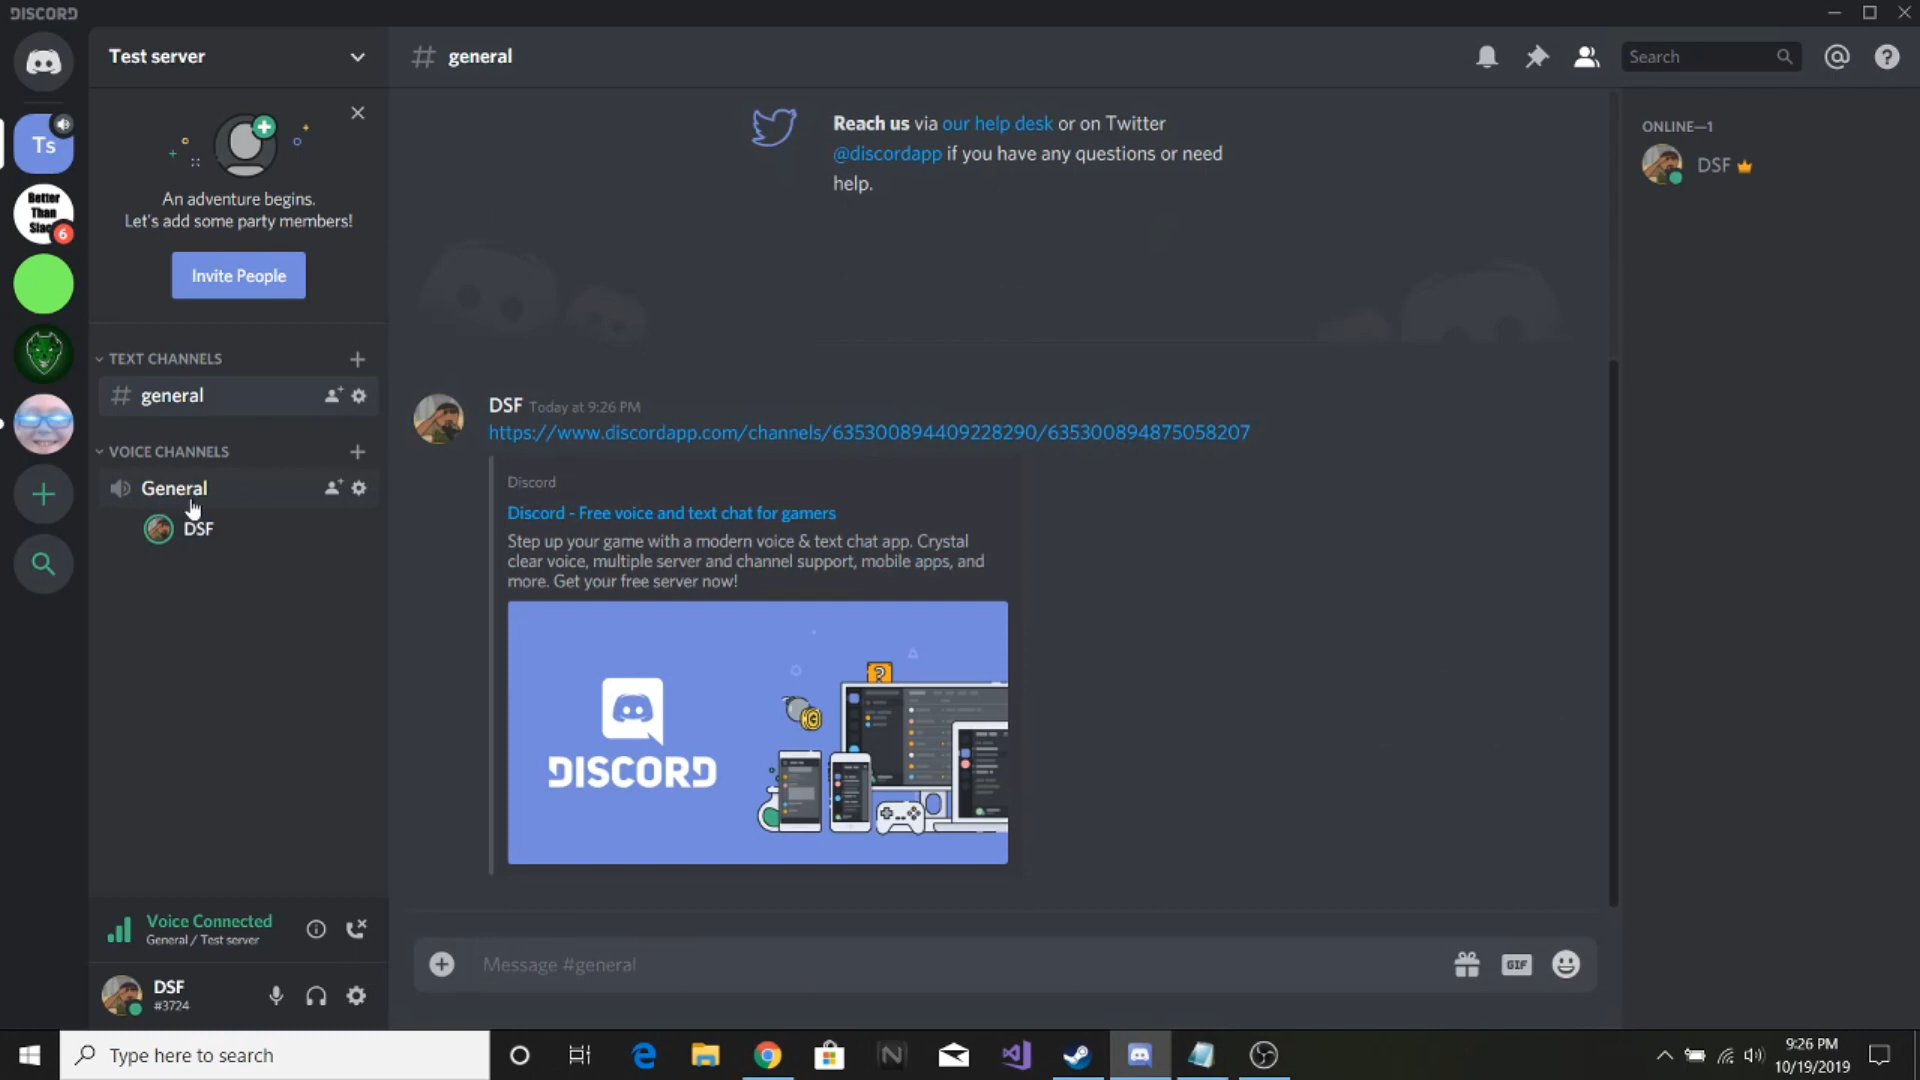 DISCORD
Test server
# general
Search
Ts
Better
Than
Slac
6
An adventure begins.
Let's add some party members!
Invite People
TEXT CHANNELS
# general
VOICE CHANNELS
General
DSF
Voice Connected
General / Test server
DSF
#3724
Reach us via our help desk or on Twitter
@discordapp if you have any questions or need
help.
DSF Today at 9:26 PM
https://www.discordapp.com/channels/635300894409228290/635300894875058207
Discord
Discord - Free voice and text chat for gamers
Step up your game with a modern voice & text chat app. Crystal
clear voice, multiple server and channel support, mobile apps, and
more. Get your free server now!
DISCORD
Message #general
GIF
ONLINE—1
DSF
Type here to search
9:26 PM
10/19/2019